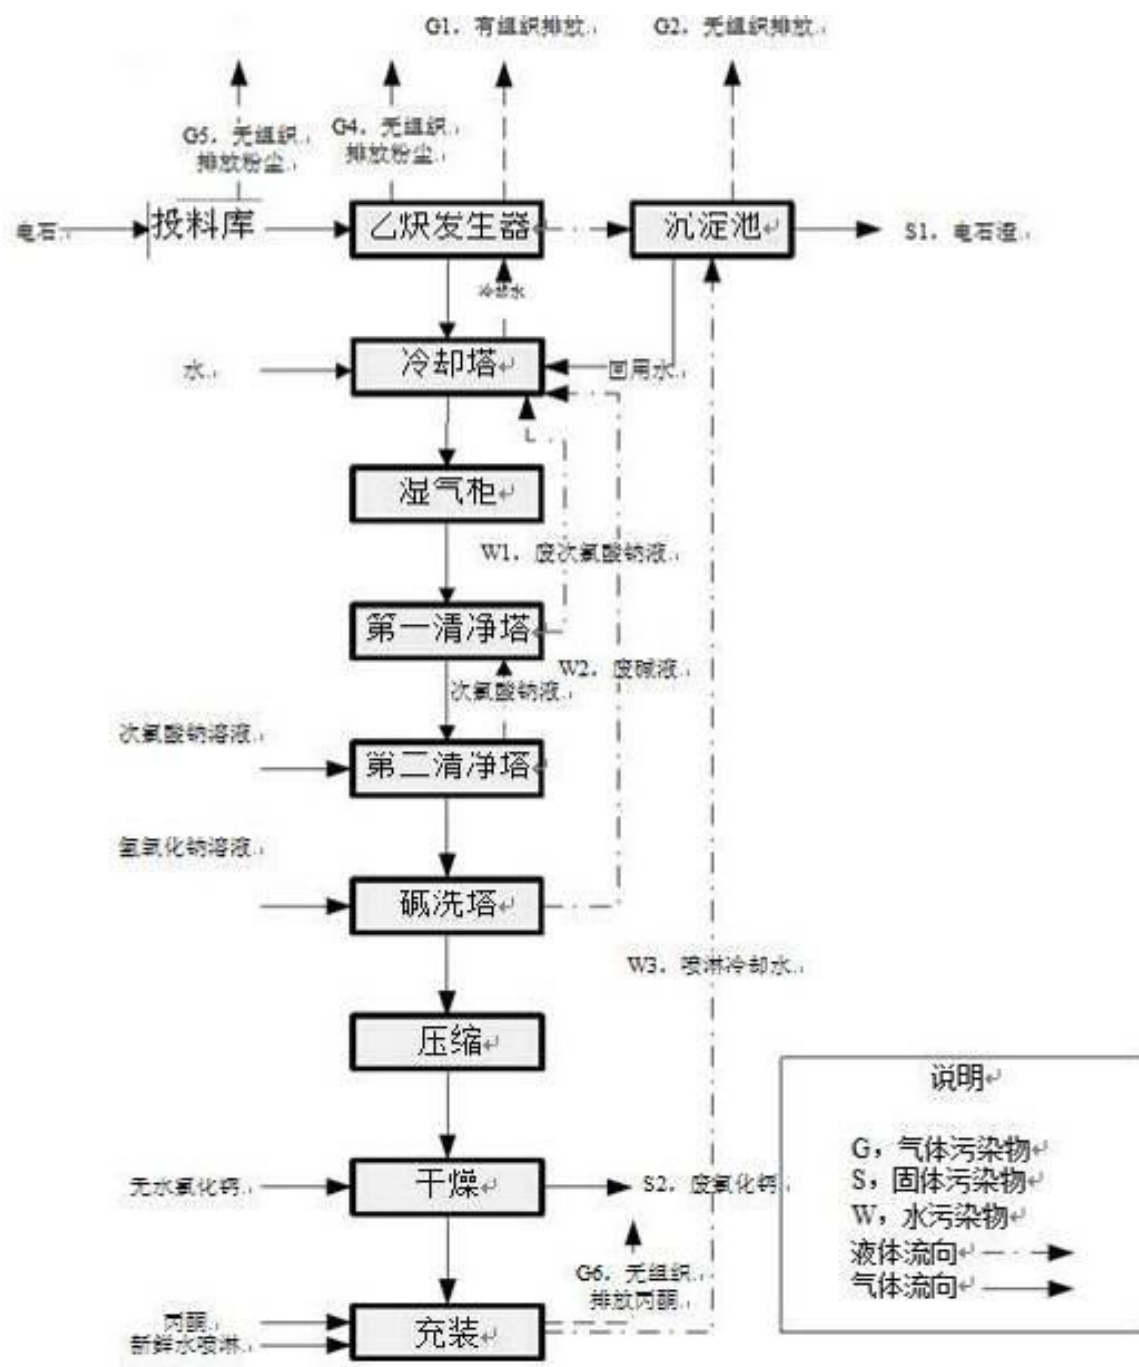 G1，有组织排放
G2，无组织排放
G5，无组织
排放粉尘
G4，无组织
排放粉尘
电石
投料库
乙炔发生器
沉淀池
S1，电石渣
冷却水
水
冷却塔
回用水
湿气柜
W1，废次氯酸钠液
第一清净塔
W2，废碱液
次氯酸钠液
次氯酸钠溶液
第二清净塔
氢氧化钠溶液
碱洗塔
W3，喷淋冷却水
压缩
说明
G，气体污染物
S，固体污染物
W，水污染物
液体流向
气体流向
无水氯化钙
干燥
S2，废氯化钙
G6，无组织
排放丙酮
丙酮
新鲜水喷淋
充装